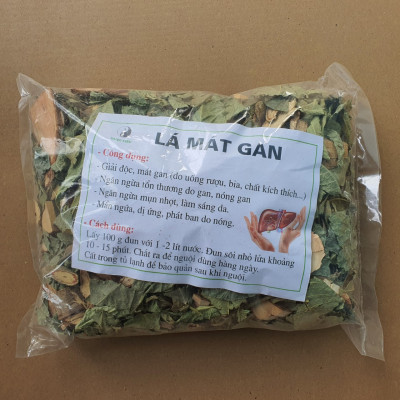 LÁ MÁT GAN
- Công dụng:
- Giải độc, mát gan (do uống rượu, bia, chất kích thích...)
- Ngăn ngừa tổn thương do gan, nóng gan
- Ngăn ngừa mụn nhọt, làm sáng da.
- Mẩn ngứa, dị ứng, phát ban do nóng.
- Cách dùng:
Lấy 100 g đun với 1 -2 lít nước. Đun sôi nhỏ lửa khoảng
10 - 15 phút. Chắt ra để nguội dùng hàng ngày.
Cất trong tủ lạnh để bảo quản sau khi nguội.